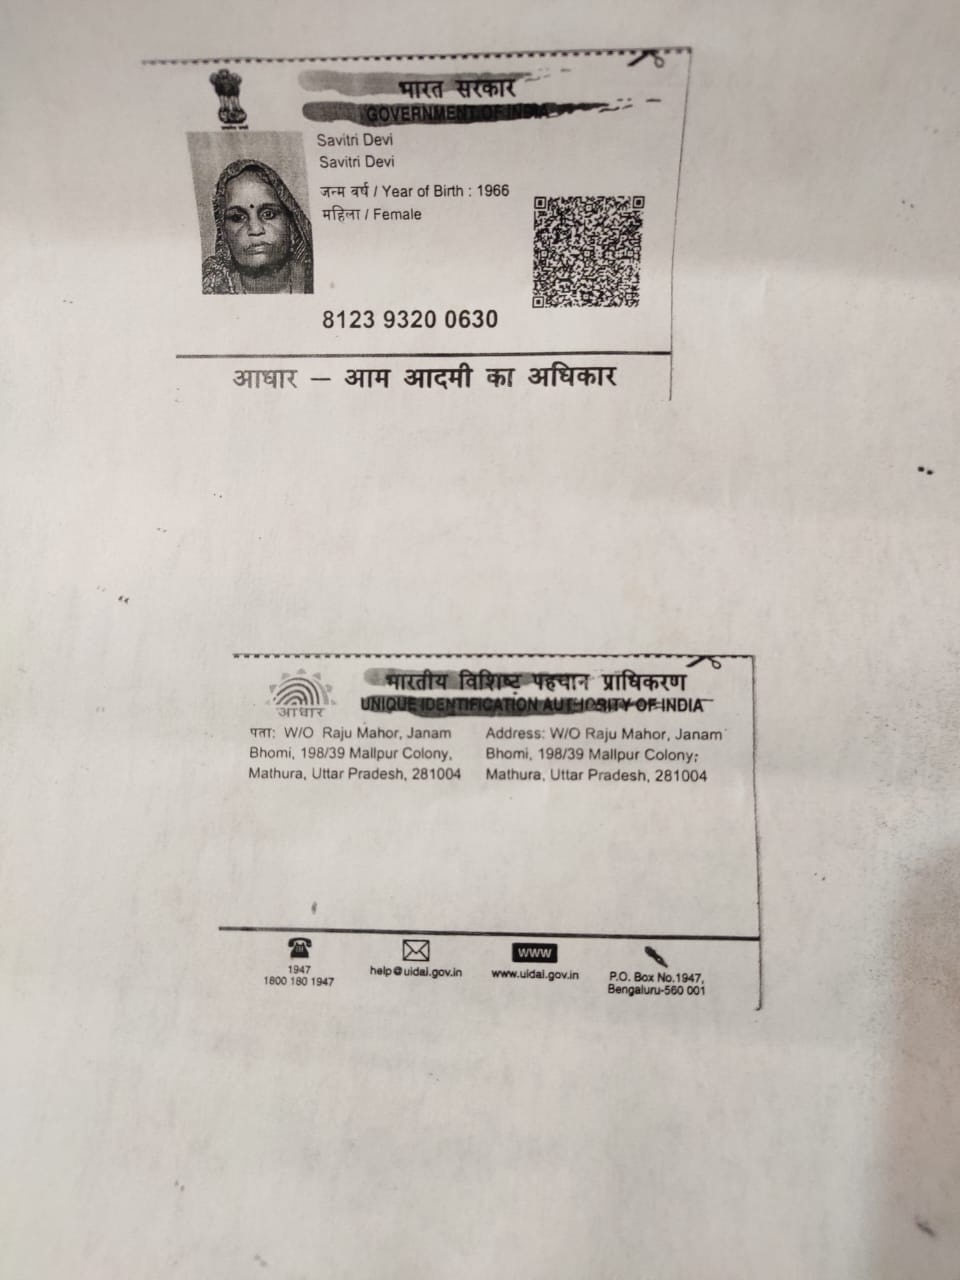 भारत सरकार
GOVERNMENT OF INDIA
Savitri Devi
Savitri Devi
जन्म वर्ष / Year of Birth : 1966
महिला / Female
8123 9320 0630
आधार – आम आदमी का अधिकार
भारतीय विशिष्ट पहचान प्राधिकरण
UNIQUE IDENTIFICATION AUTHORITY OF INDIA
आधार
पता: W/O Raju Mahor, Janam
Bhomi, 198/39 Mallpur Colony,
Mathura, Uttar Pradesh, 281004
Address: W/O Raju Mahor, Janam
Bhomi, 198/39 Mallpur Colony,
Mathura, Uttar Pradesh, 281004
1947
1800 180 1947
help@uidai.gov.in
www
www.uidai.gov.in
P.O. Box No.1947,
Bengaluru-560 001